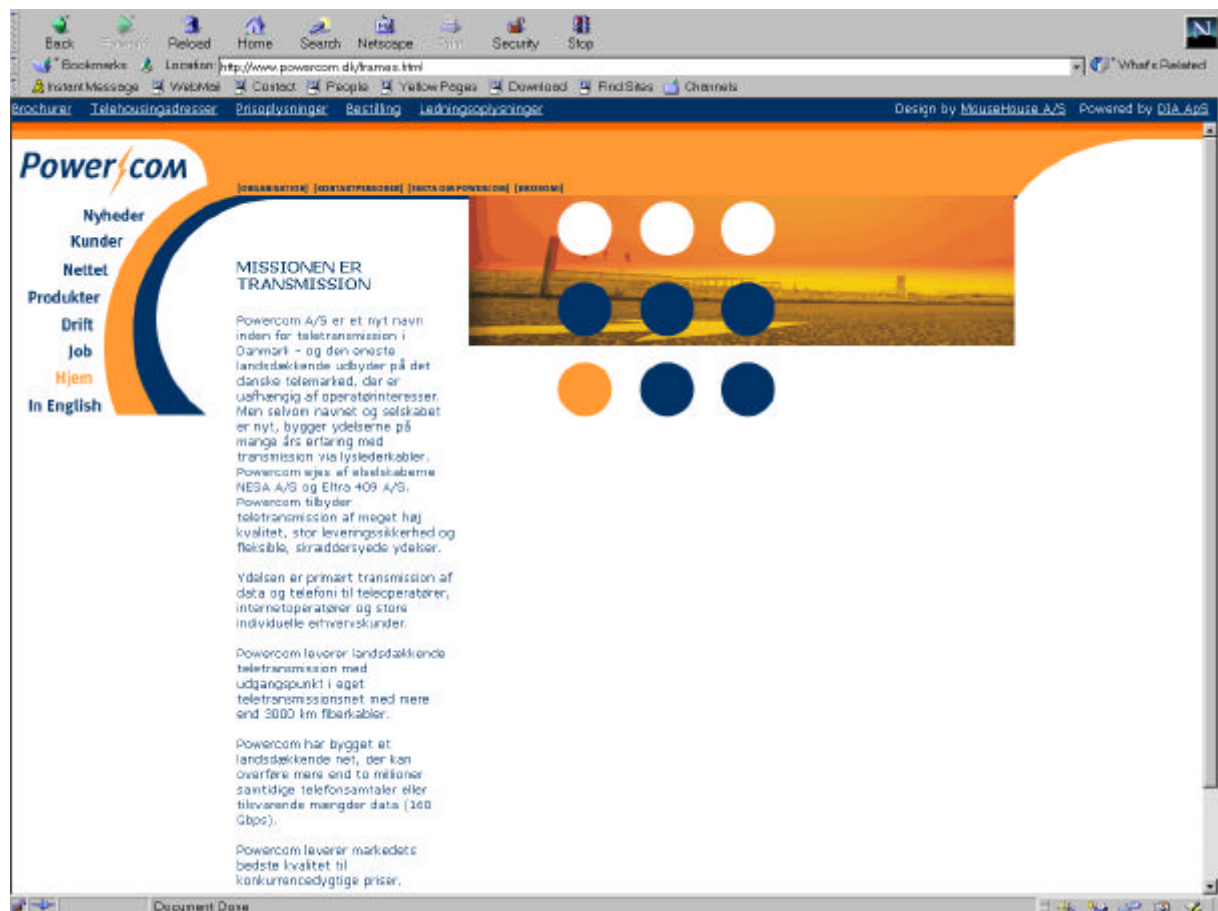 Back Forward Reload Home Search Netscape Print Security Stop
Bookmarks Location: http://www.powercom.dk/frames.html What's Related
Instant Message WebMail Contact People Yellow Pages Download Find Sites Channels
Brochurer Telehousingadresser Prisoplysninger Bestilling Ledningsoplysninger Design by MouseHouse A/S Powered by DIA ApS
Power com
[ORGANISATION] [KONTAKTPERSONER] [FAKTA OM POWERCOM] [ØKONOMI]
Nyheder
Kunder
Nettet
Produkter
Drift
Job
Hjem
In English
MISSIONEN ER
TRANSMISSION
Powercom A/S er et nyt navn
inden for teletransmission i
Danmark – og den eneste
landsdækkende udbyder på det
danske telemarked, der er
uafhængig af operatørinteresser.
Men selvom navnet og selskabet
er nyt, bygger ydelserne på
mange års erfaring med
transmission via lyslederkabler.
Powercom ejes af elselskaberne
NESA A/S og Eltra 409 A/S.
Powercom tilbyder
teletransmission af meget høj
kvalitet, stor leveringssikkerhed og
fleksible, skræddersyede ydelser.
Ydelsen er primært transmission af
data og telefoni til teleoperatører,
internetoperatører og store
individuelle erhverviskunder.
Powercom leverer landsdækkende
teletransmission med
udgangspunkt i eget
teletransmissionsnet med mere
end 3000 km fiberkabler.
Powercom har bygget et
landsdækkende net, der kan
overføre mere end to millioner
samtidige telefonsamtaler eller
tilsvarende mængder data (160
Gbps).
Powercom leverer markedets
bedste kvalitet til
konkurrencedygtige priser.
Document Done